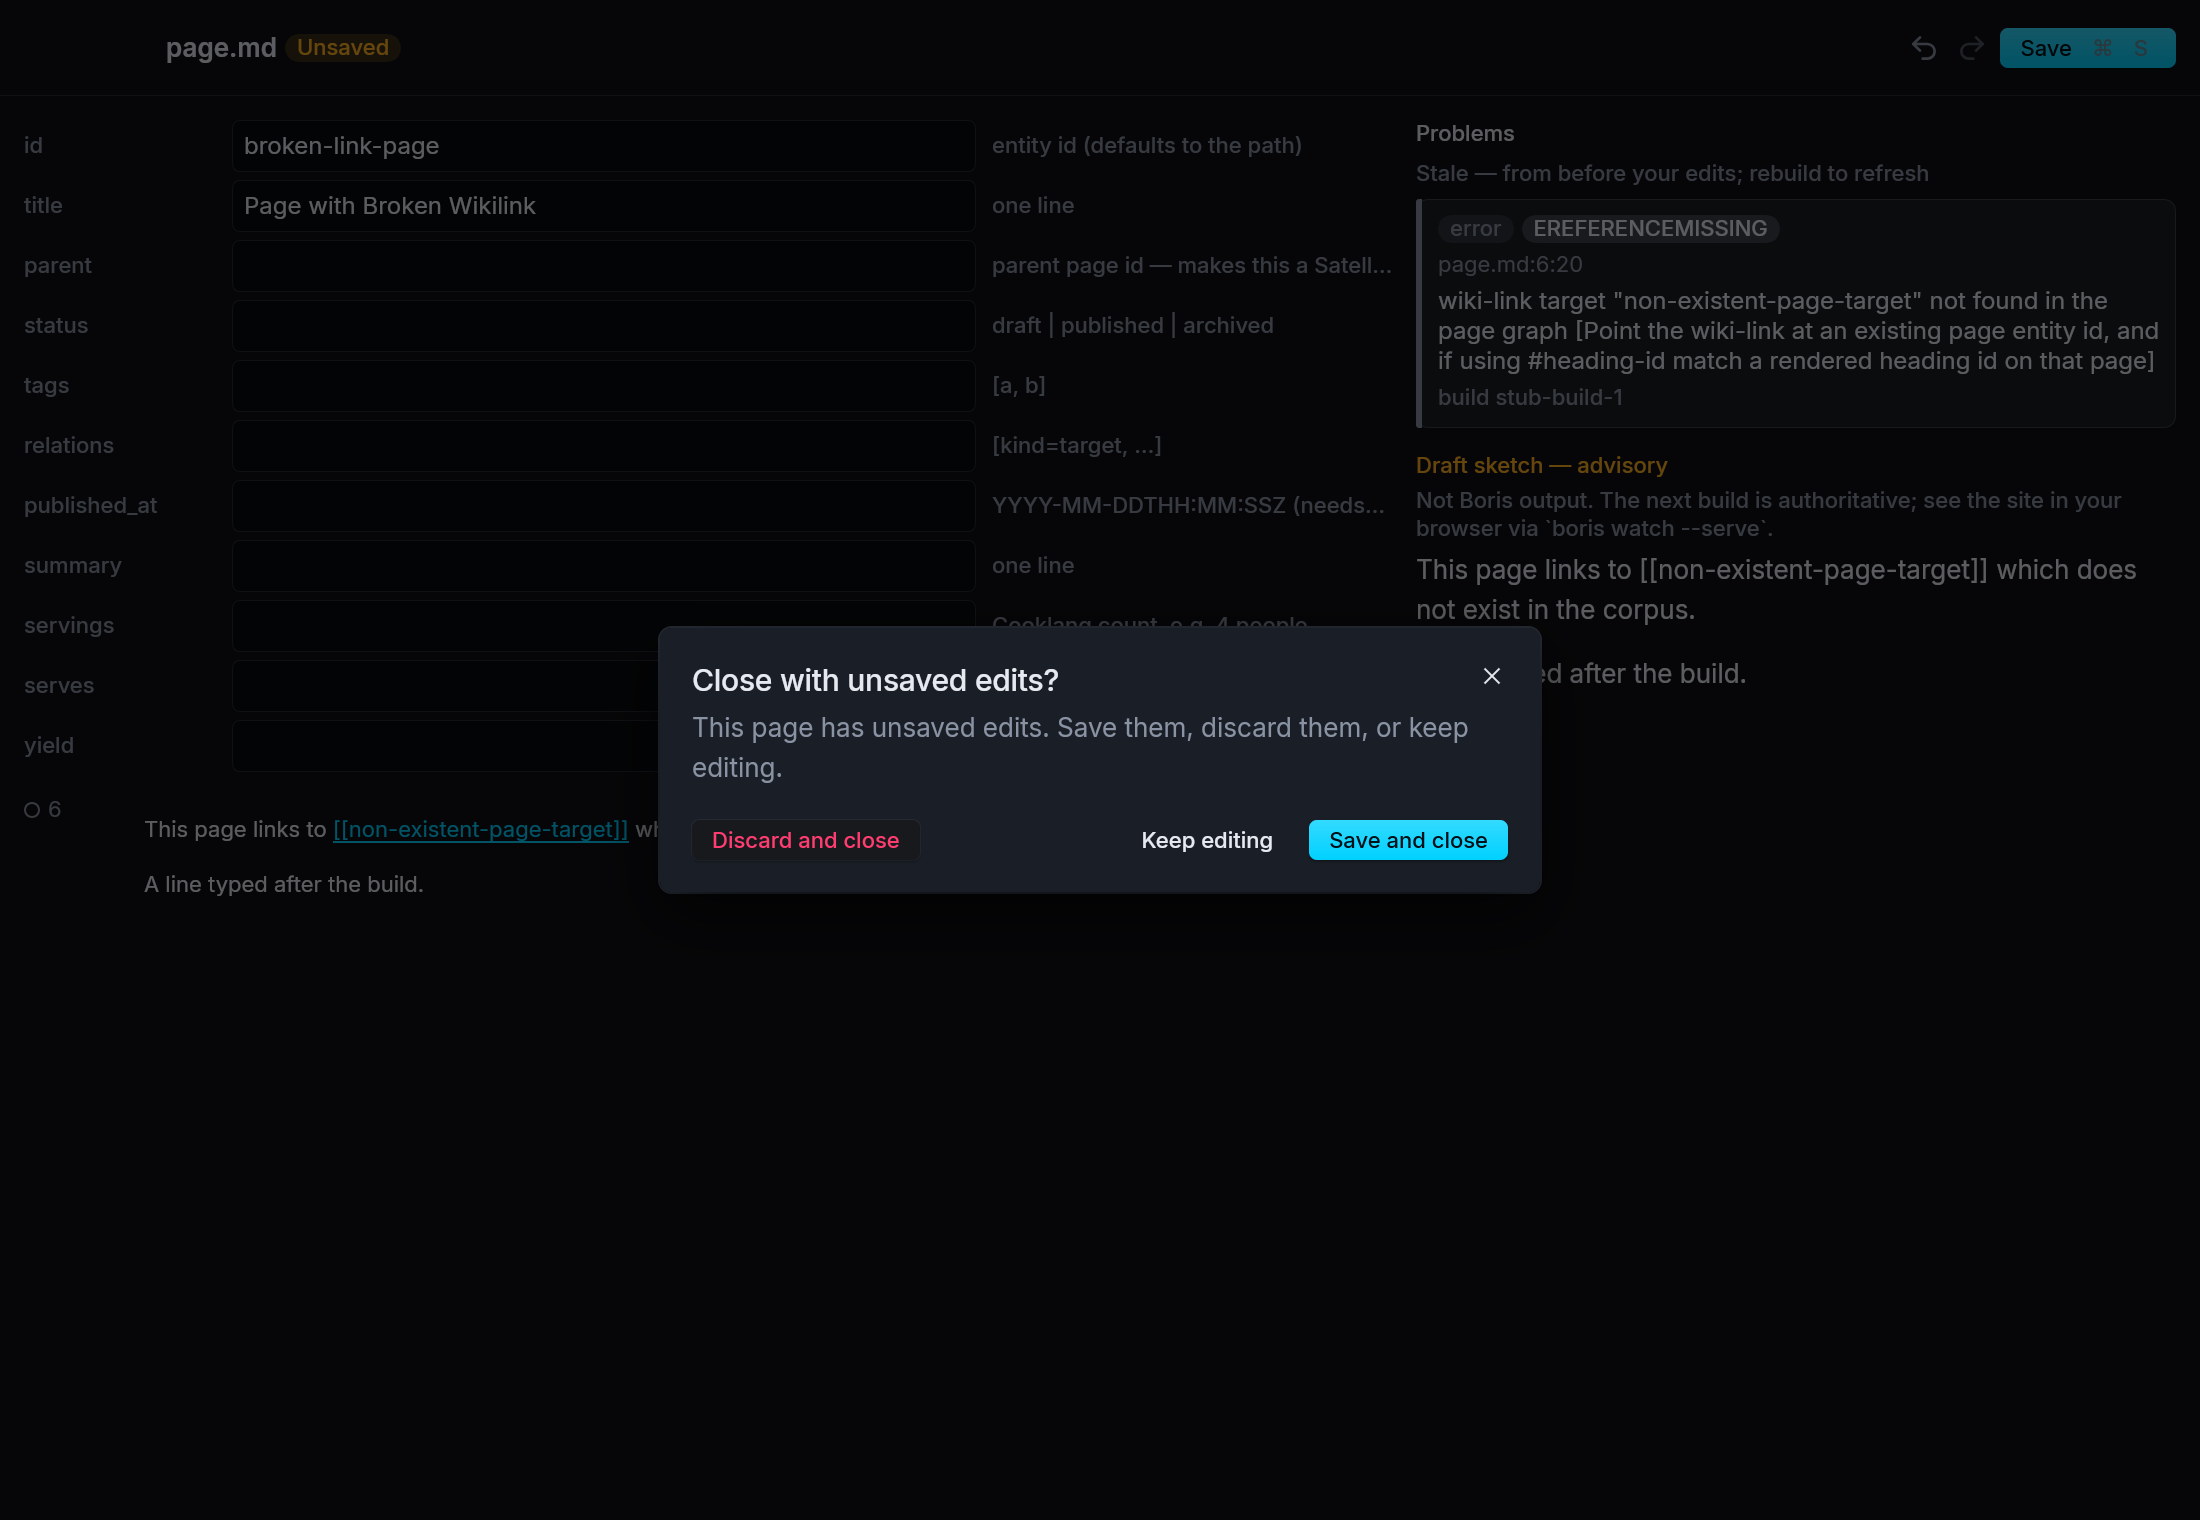 page.md Unsaved
Save ⌘ S
id broken-link-page entity id (defaults to the path)
title Page with Broken Wikilink one line
parent parent page id — makes this a Satell...
status draft | published | archived
tags [a, b]
relations [kind=target, ...]
published_at YYYY-MM-DDTHH:MM:SSZ (needs...
summary one line
servings Cooklang count, e.g. 4 people
serves
yield
6
This page links to [[non-existent-page-target]] wh
A line typed after the build.
Problems
Stale — from before your edits; rebuild to refresh
error EREFERENCEMISSING
page.md:6:20
wiki-link target "non-existent-page-target" not found in the
page graph [Point the wiki-link at an existing page entity id, and
if using #heading-id match a rendered heading id on that page]
build stub-build-1
Draft sketch — advisory
Not Boris output. The next build is authoritative; see the site in your
browser via `boris watch --serve`.
This page links to [[non-existent-page-target]] which does
not exist in the corpus.
ed after the build.
Close with unsaved edits?
This page has unsaved edits. Save them, discard them, or keep
editing.
Discard and close Keep editing Save and close